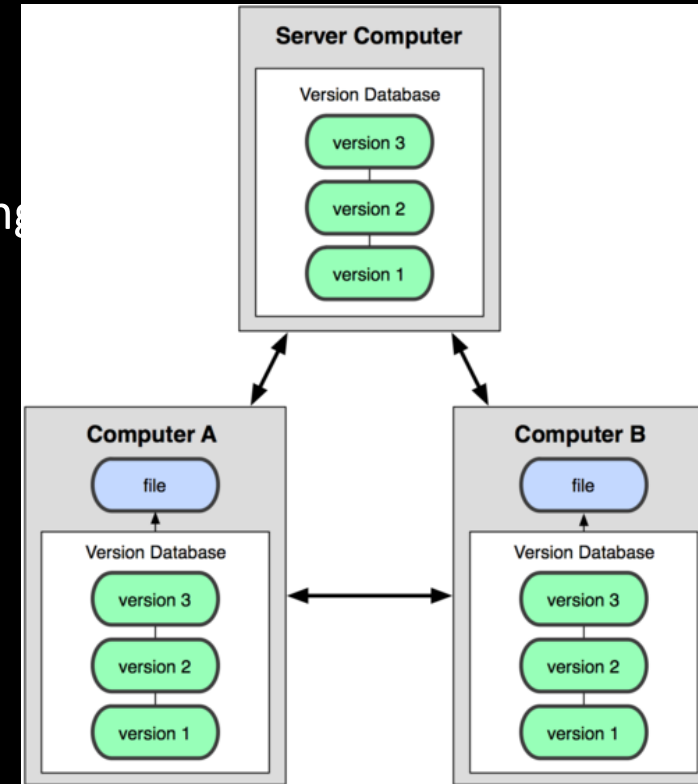 Server Computer
Version Database
version 3
version 2
version 1
Computer A
file
Version Database
version 3
version 2
version 1
Computer B
file
Version Database
version 3
version 2
version 1